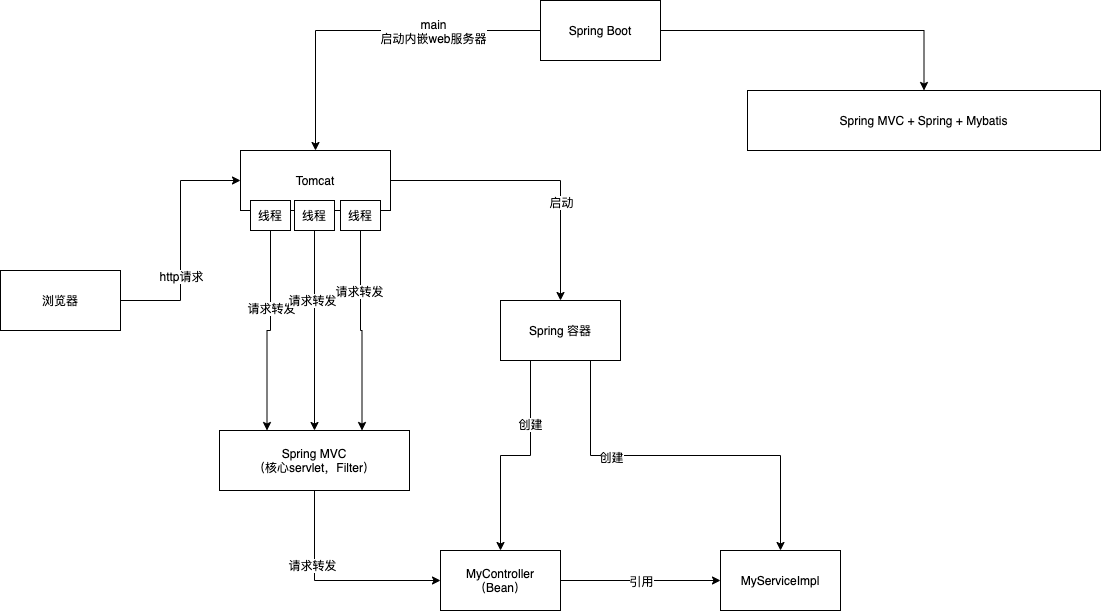 main
启动内嵌web服务器
Spring Boot
Spring MVC + Spring + Mybatis
Tomcat
线程
线程
线程
启动
http请求
浏览器
请求转发
请求转发
请求转发
Spring 容器
创建
创建
Spring MVC
（核心servlet，Filter）
请求转发
MyController
（Bean）
引用
MyServiceImpl